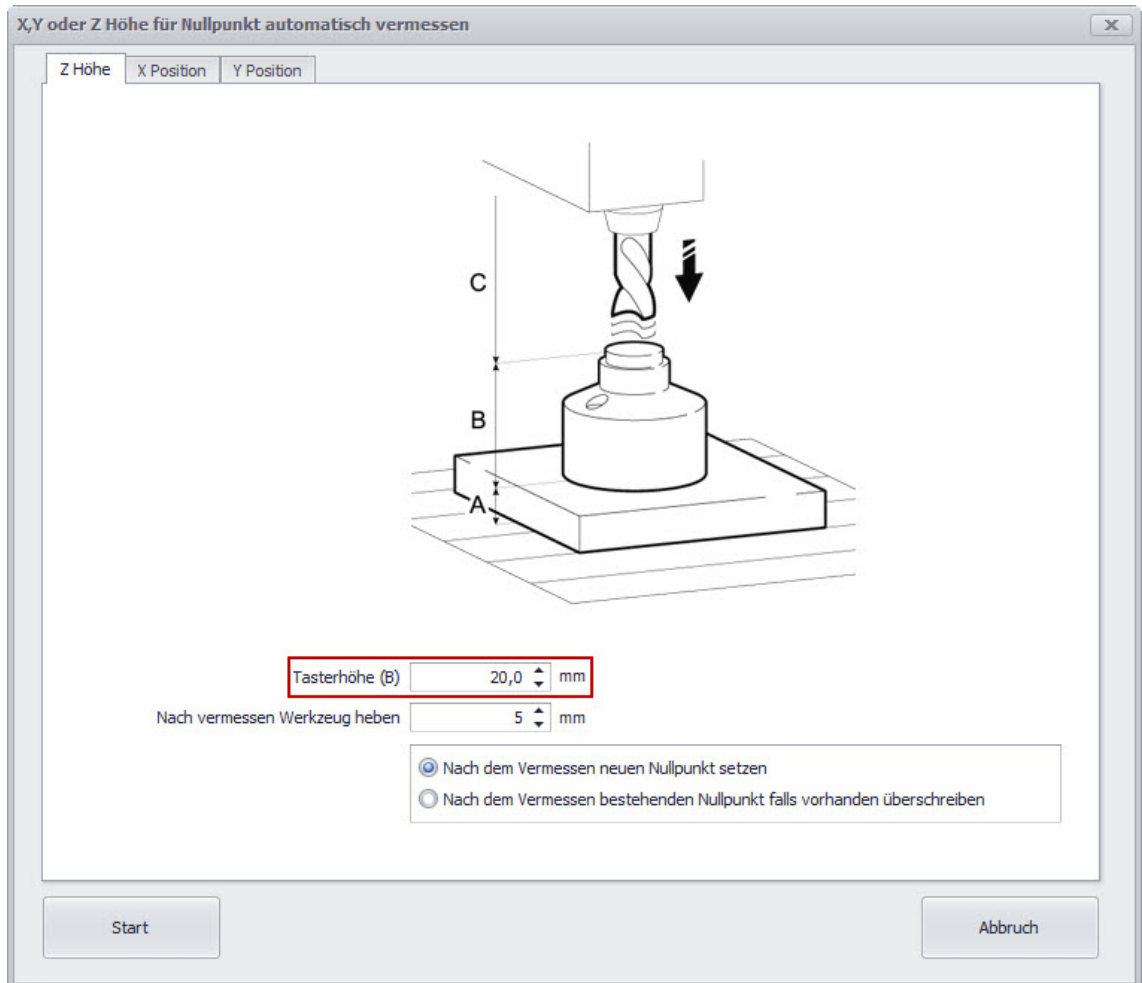 X,Y oder Z Höhe für Nullpunkt automatisch vermessen
Z Höhe X Position Y Position
C
B
A
Tasterhöhe (B) 20,0 mm
Nach vermessen Werkzeug heben 5 mm
Nach dem Vermessen neuen Nullpunkt setzen
Nach dem Vermessen bestehenden Nullpunkt falls vorhanden überschreiben
Start Abbruch